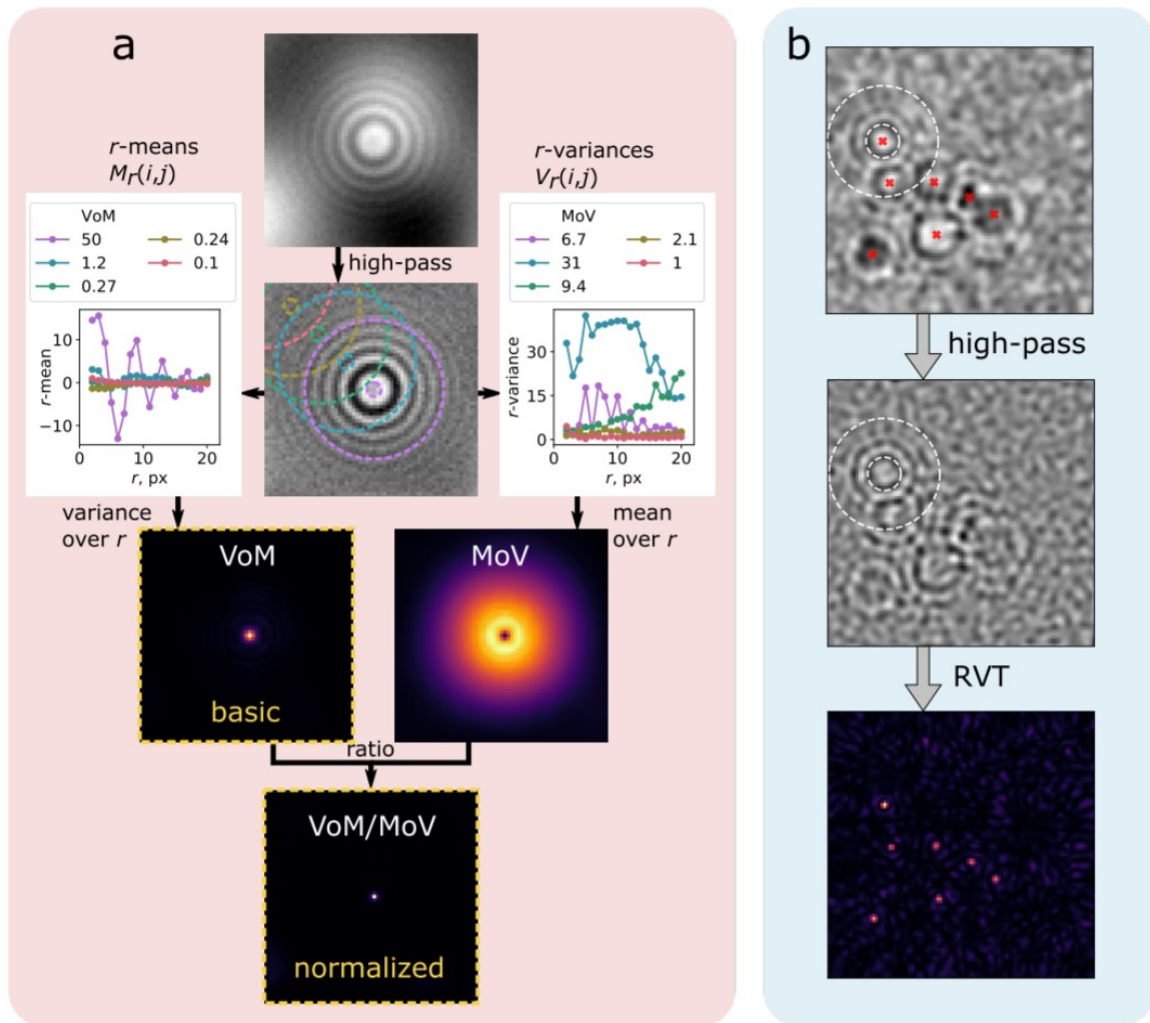 a
r-means
Mr(i,j)
VoM
50
1.2
0.27
0.24
0.1
r-mean
10
0
−10
0
10
20
r, px
high-pass
r-variances
Vr(i,j)
MoV
6.7
31
9.4
2.1
1
r-variance
30
15
0
0
10
20
r, px
variance
over r
mean
over r
VoM
basic
MoV
ratio
VoM/MoV
normalized
b
high-pass
RVT